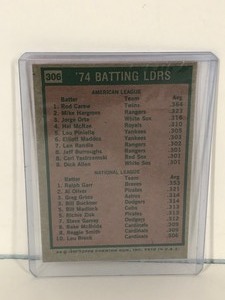 306
'74 BATTING LDRS
AMERICAN LEAGUE
Batter Team Avg
1. Rod Carew Twins .364
2. Mike Hargrove Rangers .323
3. Jorge Orta White Sox .316
4. Hal McRae Royals .310
5. Lou Piniella Yankees .305
6. Elliott Maddox Yankees .303
7. Len Randle Rangers .302
8. Jeff Burroughs Rangers .301
9. Carl Yastrzemski Red Sox .301
10. Dick Allen White Sox .301
NATIONAL LEAGUE
Batter Team Avg
1. Ralph Garr Braves .353
2. Al Oliver Pirates .321
3. Greg Gross Astros .314
4. Bill Buckner Dodgers .314
5. Bill Madlock Cubs .313
6. Richie Zisk Pirates .313
7. Steve Garvey Dodgers .312
8. Bake McBride Cardinals .309
9. Reggie Smith Cardinals .309
10. Lou Brock Cardinals .306